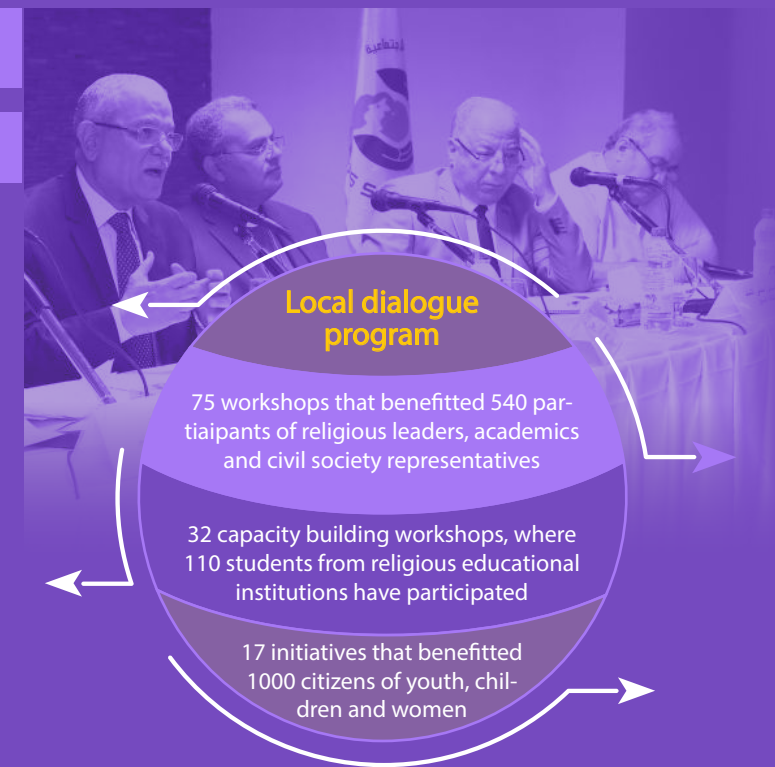 Local dialogue
program
75 workshops that benefitted 540 par-
tiaipants of religious leaders, academics
and civil society representatives
32 capacity building workshops, where
110 students from religious educational
institutions have participated
17 initiatives that benefitted
1000 citizens of youth, chil-
dren and women